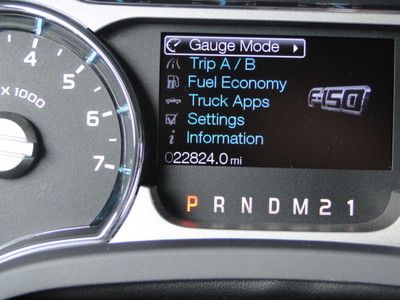 4
5
6
7
x 1000
Gauge Mode
Trip A / B
Fuel Economy
Truck Apps
Settings
i Information
022824.0 mi
F-150
P R N D M 2 1